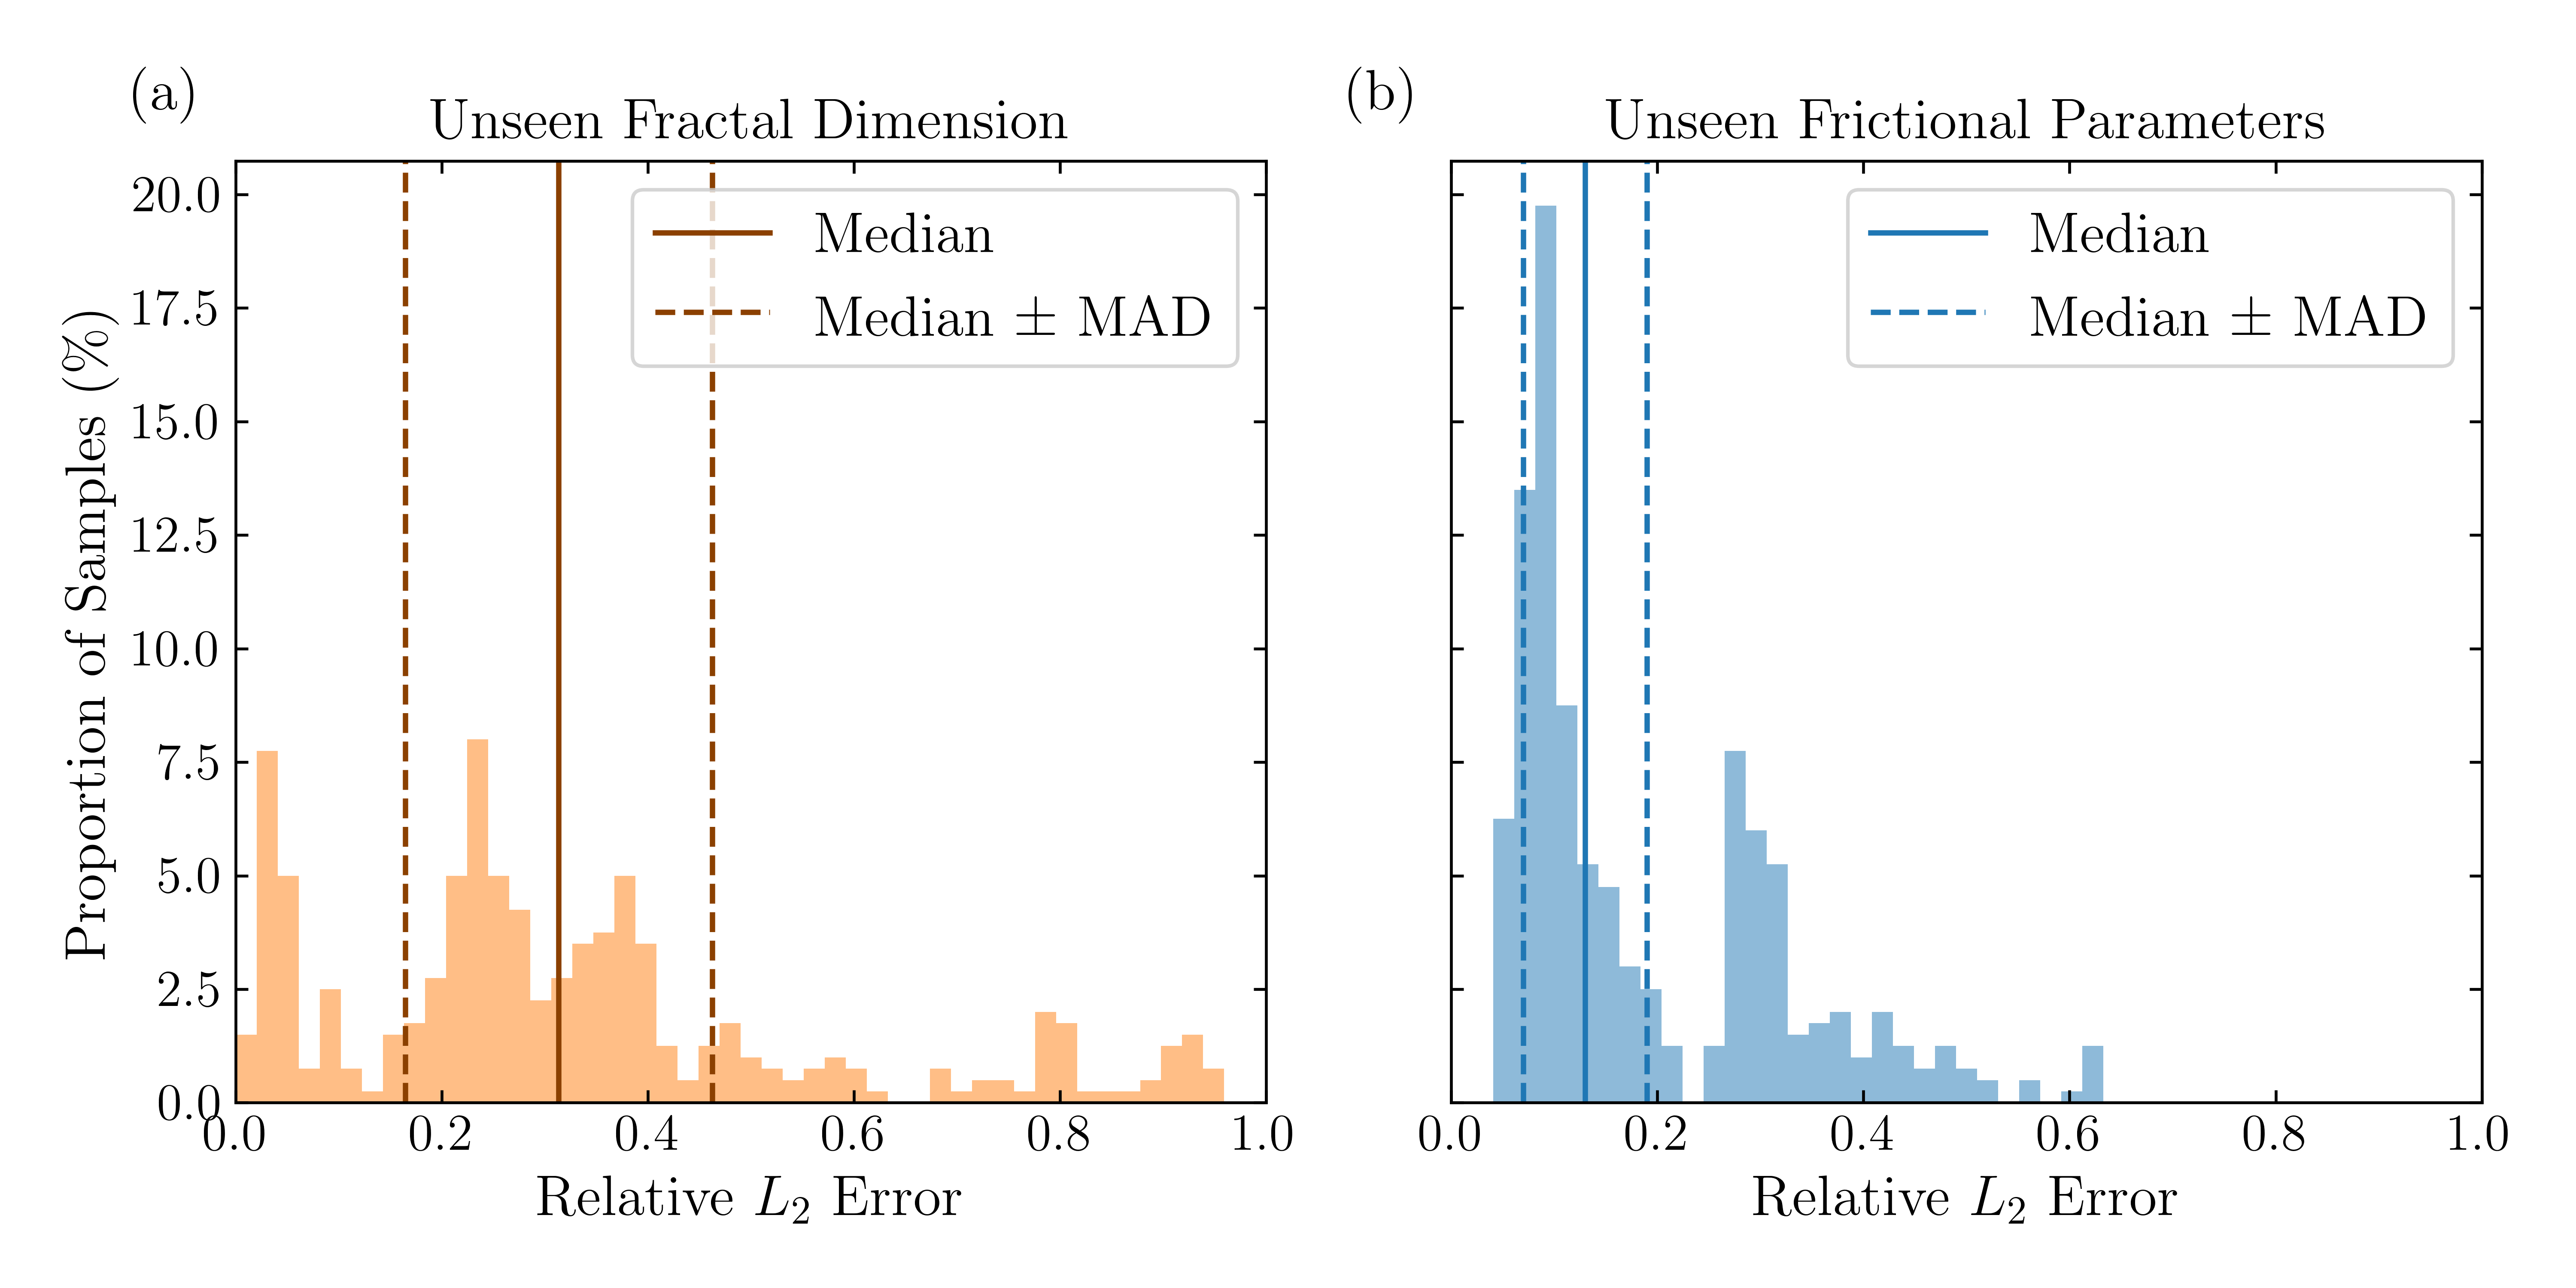 (a)
Unseen Fractal Dimension
Proportion of Samples (%)
20.0
17.5
15.0
12.5
10.0
7.5
5.0
2.5
0.0
Median
Median ± MAD
0.0 0.2 0.4 0.6 0.8 1.0
Relative L₂ Error
(b)
Unseen Frictional Parameters
Median
Median ± MAD
0.0 0.2 0.4 0.6 0.8 1.0
Relative L₂ Error